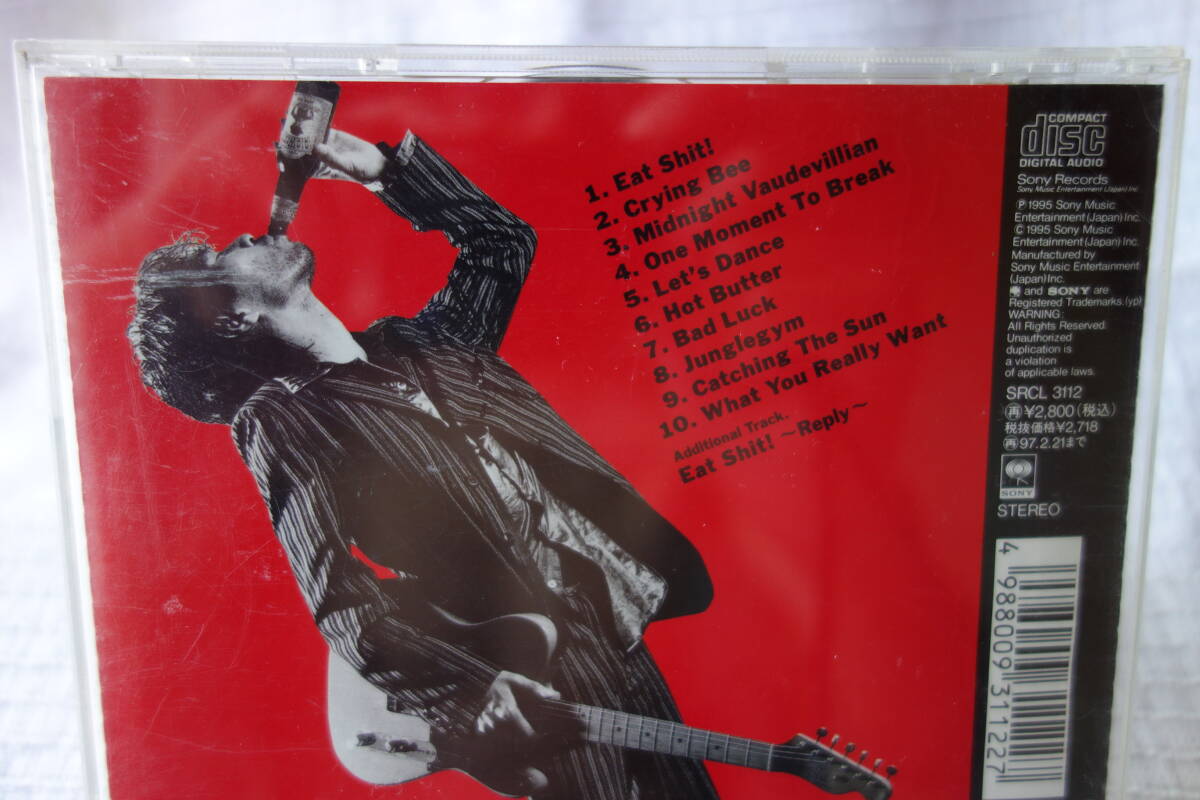 1. Eat Shit!
2. Crying Bee
3. Midnight Vaudevillian
4. One Moment To Break
5. Let's Dance
6. Hot Butter
7. Bad Luck
8. Junglegym
9. Catching The Sun
10. What You Really Want
Additional Track.
Eat Shit! ～Reply～
COMPACT
disc
DIGITAL AUDIO
Sony Records
Sony Music Entertainment (Japan) Inc.
Ⓟ1995 Sony Music
Entertainment (Japan) Inc.
©1995 Sony Music
Entertainment (Japan) Inc.
Manufactured by
Sony Music Entertainment
(Japan) Inc.
and SONY are
Registered Trademarks. (yp)
WARNING:
All Rights Reserved.
Unauthorized
duplication is
a violation
of applicable laws.
SRCL 3112
㊢¥2,800(税込)
税抜価格¥2,718
㊢97.2.21まで
SONY
STEREO
4 988009 311227